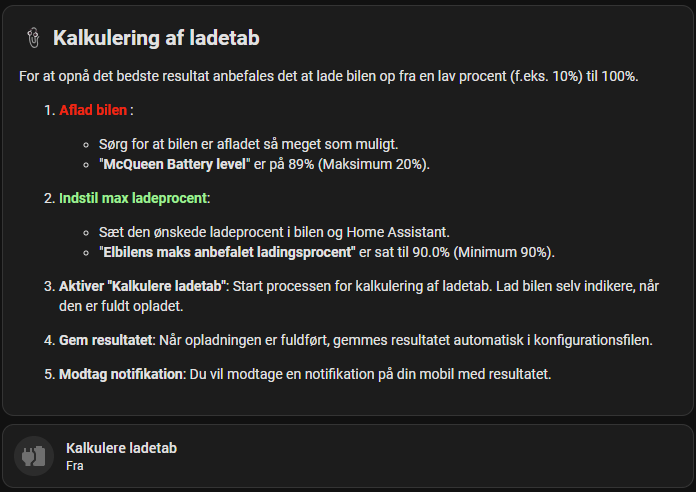 Kalkulering af ladetab
For at opnå det bedste resultat anbefales det at lade bilen op fra en lav procent (f.eks. 10%) til 100%.
1. Aflad bilen :
Sørg for at bilen er afladet så meget som muligt.
"McQueen Battery level" er på 89% (Maksimum 20%).
2. Indstil max ladeprocent:
Sæt den ønskede ladeprocent i bilen og Home Assistant.
"Elbilens maks anbefalet ladingsprocent" er sat til 90.0% (Minimum 90%).
3. Aktiver "Kalkulere ladetab": Start processen for kalkulering af ladetab. Lad bilen selv indikere, når
den er fuldt opladet.
4. Gem resultatet: Når opladningen er fuldført, gemmes resultatet automatisk i konfigurationsfilen.
5. Modtag notifikation: Du vil modtage en notifikation på din mobil med resultatet.
Kalkulere ladetab
Fra